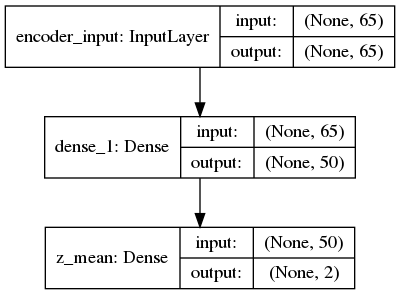 encoder_input: InputLayer
input: (None, 65)
output: (None, 65)
dense_1: Dense
input: (None, 65)
output: (None, 50)
z_mean: Dense
input: (None, 50)
output: (None, 2)